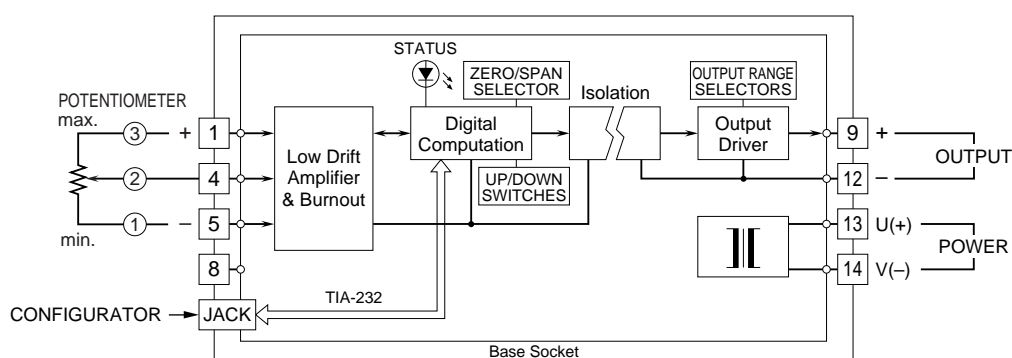 STATUS
ZERO/SPAN
SELECTOR
OUTPUT RANGE
SELECTORS
Isolation
POTENTIOMETER
max.
3
+
1
Low Drift
Amplifier
& Burnout
Digital
Computation
Output
Driver
9
+
OUTPUT
2
4
UP/DOWN
SWITCHES
12
–
1
–
5
min.
13
U(+)
POWER
8
14
V(–)
TIA-232
CONFIGURATOR
JACK
Base Socket